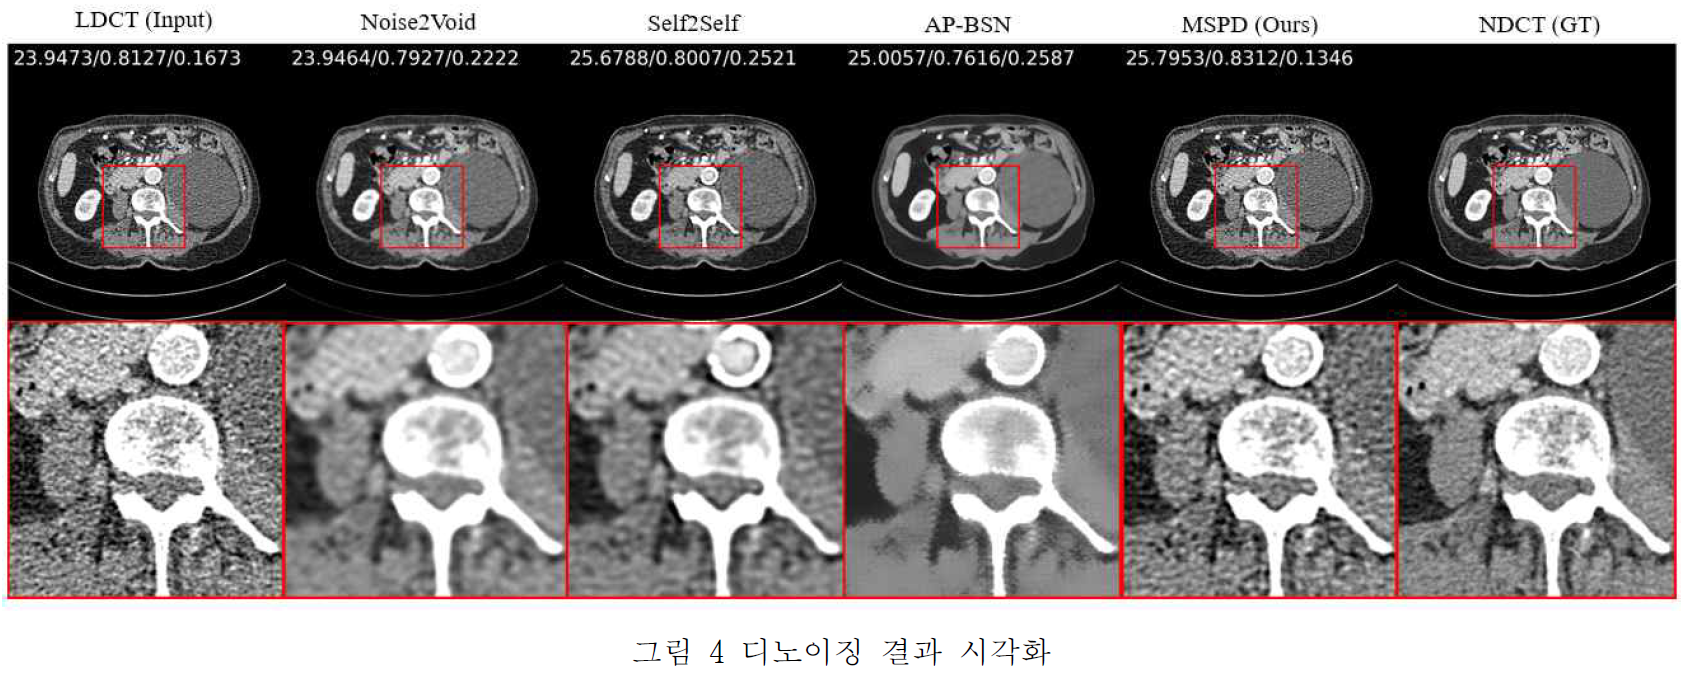 LDCT (Input) Noise2Void Self2Self AP-BSN MSPD (Ours) NDCT (GT)
23.9473/0.8127/0.1673 23.9464/0.7927/0.2222 25.6788/0.8007/0.2521 25.0057/0.7616/0.2587 25.7953/0.8312/0.1346
그림 4 디노이징 결과 시각화